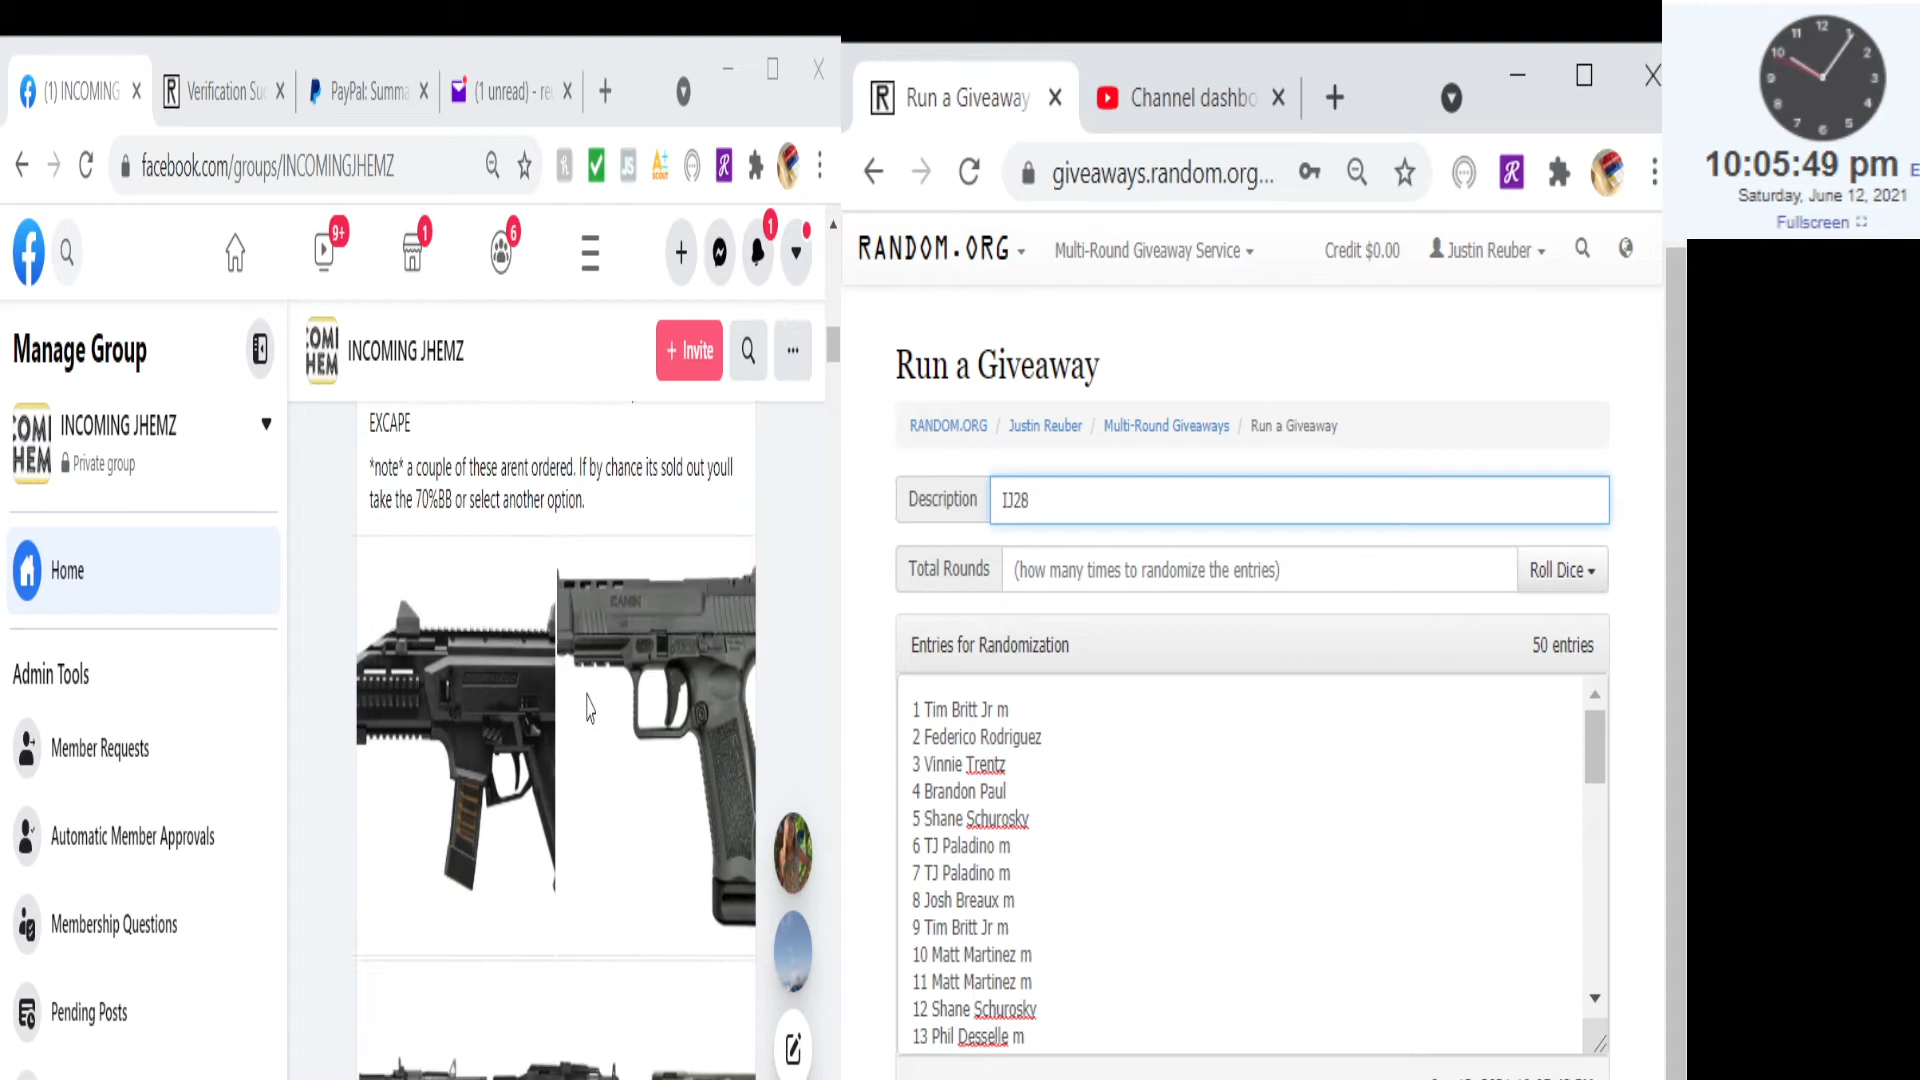 (1) INCOMING
Verification Suc
PayPal: Summa
(1 unread) - re
facebook.com/groups/INCOMINGJHEMZ
9+
1
6
1
Manage Group
INCOMING JHEMZ
Private group
Home
Admin Tools
Member Requests
Automatic Member Approvals
Membership Questions
Pending Posts
INCOMING JHEMZ
+ Invite
EXCAPE
*note* a couple of these arent ordered. If by chance its sold out youll
take the 70%BB or select another option.
CANIK
Run a Giveaway
Channel dashbo
giveaways.random.org...
RANDOM.ORG
Multi-Round Giveaway Service
Credit $0.00
Justin Reuber
Run a Giveaway
RANDOM.ORG / Justin Reuber / Multi-Round Giveaways / Run a Giveaway
Description IJ28
Total Rounds (how many times to randomize the entries) Roll Dice
Entries for Randomization 50 entries
1 Tim Britt Jr m
2 Federico Rodriguez
3 Vinnie Trentz
4 Brandon Paul
5 Shane Schurosky
6 TJ Paladino m
7 TJ Paladino m
8 Josh Breaux m
9 Tim Britt Jr m
10 Matt Martinez m
11 Matt Martinez m
12 Shane Schurosky
13 Phil Desselle m
10:05:49 pm
Saturday, June 12, 2021
Fullscreen